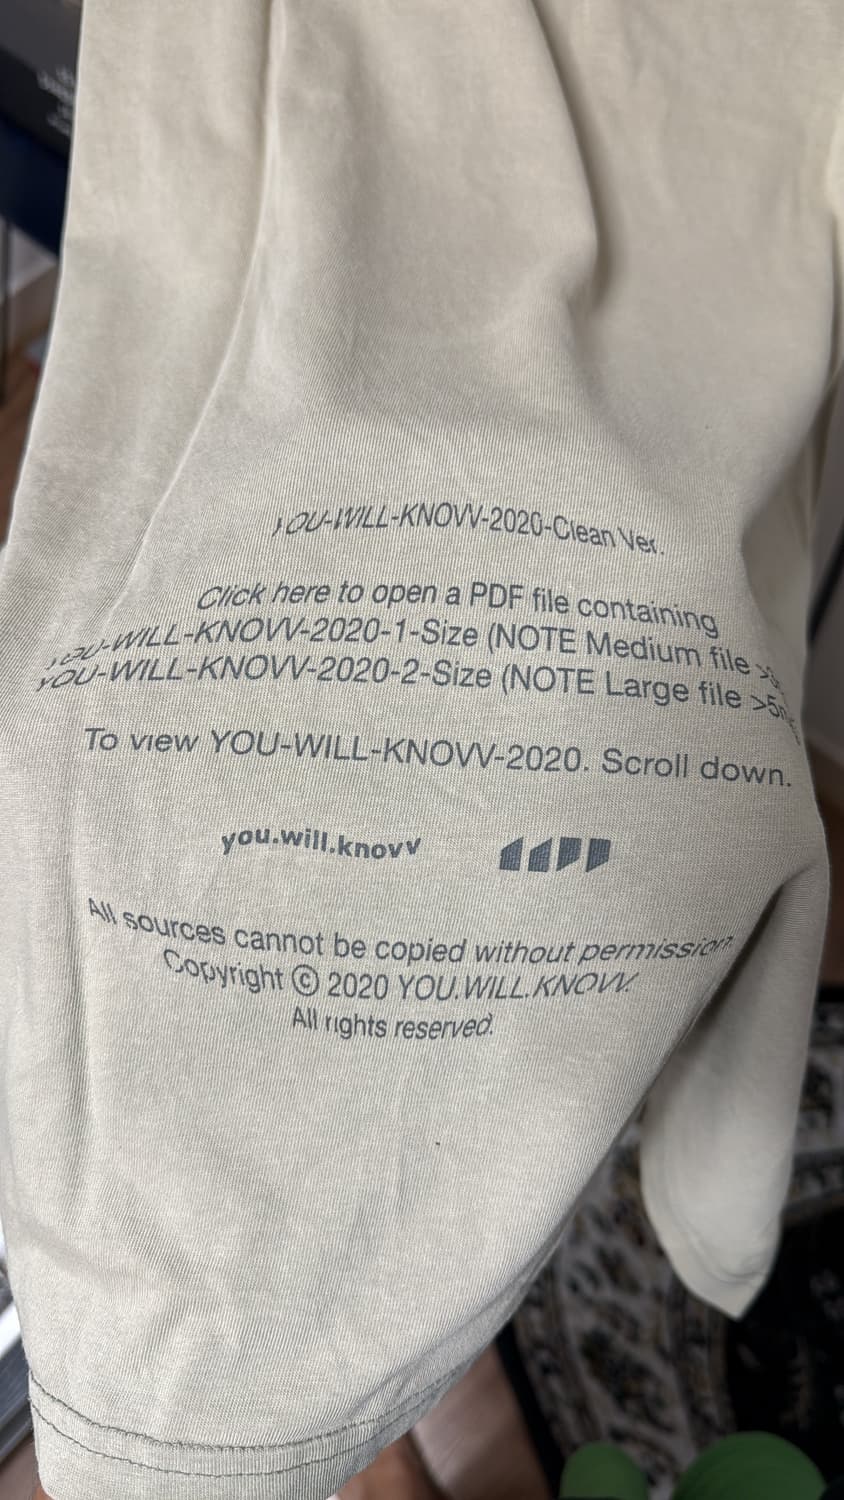 YOU-WILL-KNOVV-2020-Clean Ver.
Click here to open a PDF file containing
YOU-WILL-KNOVV-2020-1-Size (NOTE Medium file
YOU-WILL-KNOVV-2020-2-Size (NOTE Large file
To view YOU-WILL-KNOVV-2020. Scroll down.
you.will.knovv
All sources cannot be copied without permission.
Copyright © 2020 YOU.WILL.KNOVV.
All rights reserved.